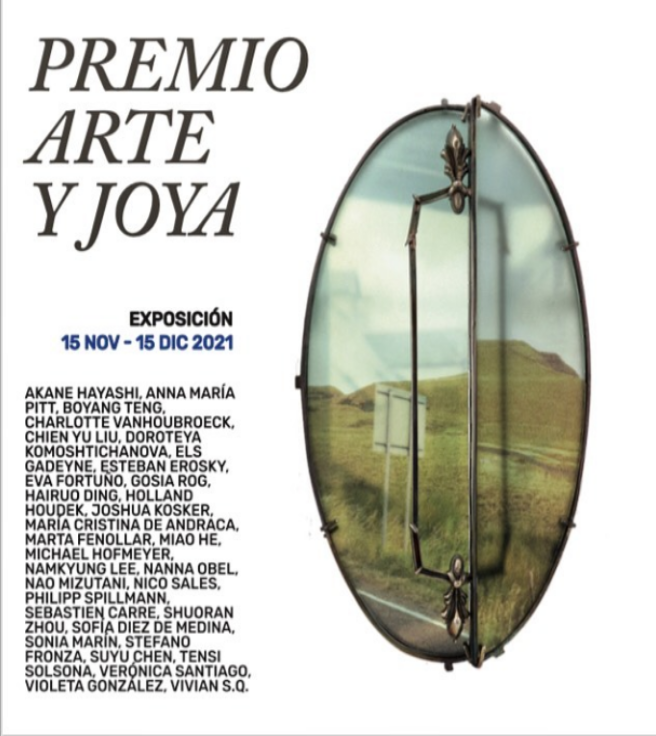 PREMIO
ARTE
Y JOYA
EXPOSICIÓN
15 NOV - 15 DIC 2021
AKANE HAYASHI, ANNA MARÍA
PITT, BOYANG TENG,
CHARLOTTE VANHOUBROECK,
CHIEN YU LIU, DOROTEYA
KOMOSHTICHANOVA, ELS
GADEYNE, ESTEBAN EROSKY,
EVA FORTUÑO, GOSIA ROG,
HAIRUO DING, HOLLAND
HOUDEK, JOSHUA KOSKER,
MARÍA CRISTINA DE ANDRACA,
MARTA FENOLLAR, MIAO HE,
MICHAEL HOFMEYER,
NAMKYUNG LEE, NANNA OBEL,
NAO MIZUTANI, NICO SALES,
PHILIPP SPILLMANN,
SEBASTIEN CARRE, SHUORAN
ZHOU, SOFÍA DIEZ DE MEDINA,
SONIA MARÍN, STEFANO
FRONZA, SUYU CHEN, TENSI
SOLSONA, VERÓNICA SANTIAGO,
VIOLETA GONZÁLEZ, VIVIAN S.Q.